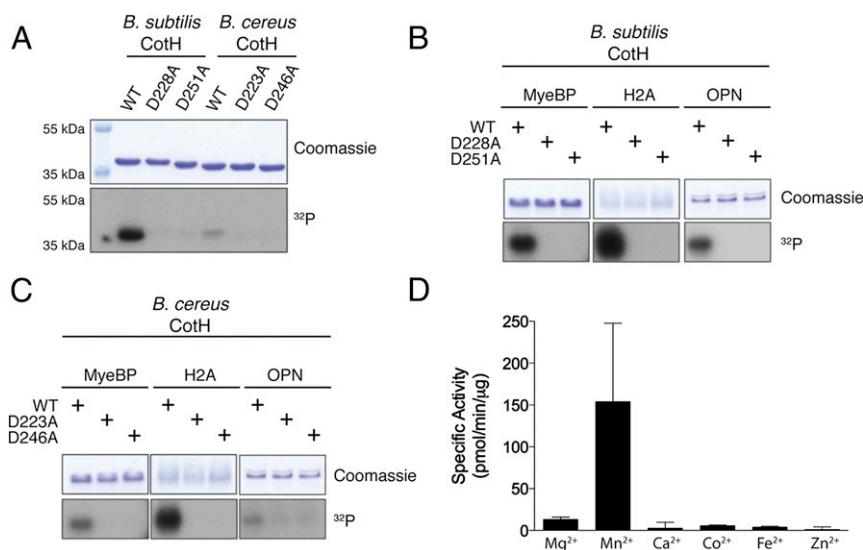 A
B. subtilis B. cereus
CotH CotH
WT D228A D251A WT D223A D246A
55 kDa
35 kDa
Coomassie
55 kDa
35 kDa
³²P
B
B. subtilis
CotH
MyeBP H2A OPN
WT + + +
D228A + + +
D251A + + +
Coomassie
³²P
C
B. cereus
CotH
MyeBP H2A OPN
WT + + +
D223A + + +
D246A + + +
Coomassie
³²P
D
Specific Activity
(pmol/min/µg)
250
200
150
100
50
0
Mg²⁺ Mn²⁺ Ca²⁺ Co²⁺ Fe²⁺ Zn²⁺